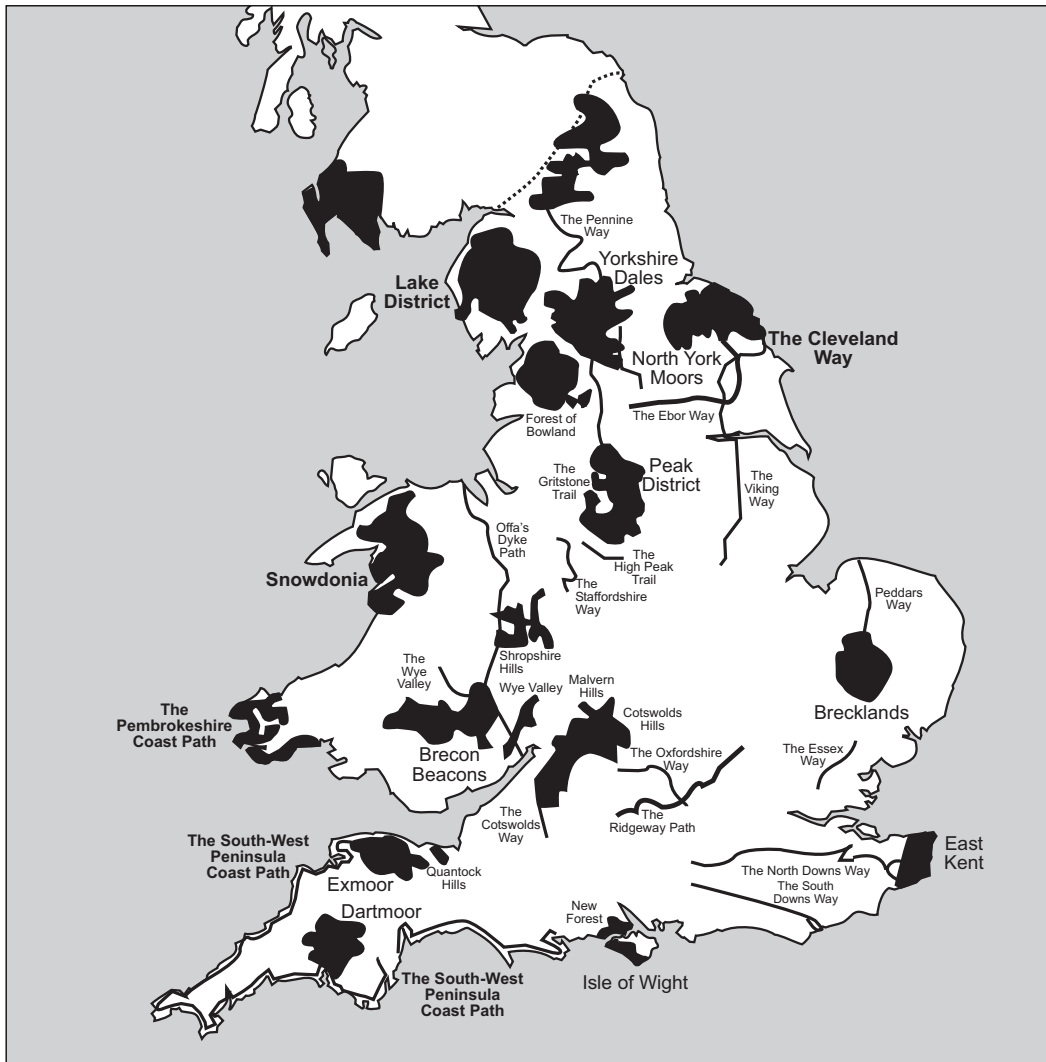 The Pennine
Way
Yorkshire
Dales
Lake
District
The Cleveland
Way
North York
Moors
The Ebor Way
Forest of
Bowland
Peak
District
The
Gritstone
Trail
The
Viking
Way
Offa's
Dyke
Path
The
High Peak
Trail
Snowdonia
The
Staffordshire
Way
Peddars
Way
Shropshire
Hills
The
Wye
Valley
Wye Valley
Malvern
Hills
Cotswolds
Hills
Brecklands
The
Pembrokeshire
Coast Path
Brecon
Beacons
The Oxfordshire
Way
The Essex
Way
The
Cotswolds
Way
The
Ridgeway Path
The South-West
Peninsula
Coast Path
Exmoor
Quantock
Hills
East
Kent
The North Downs Way
The South
Downs Way
Dartmoor
New
Forest
The South-West
Peninsula
Coast Path
Isle of Wight